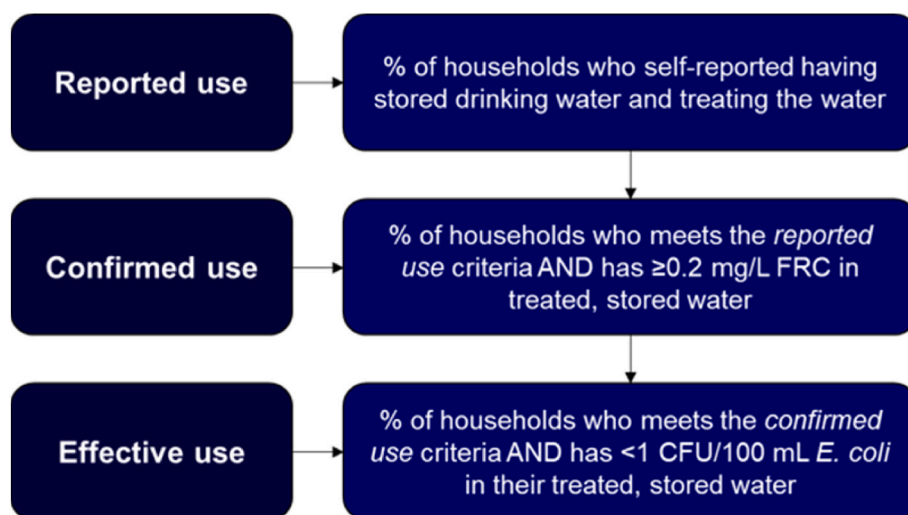 Reported use
% of households who self-reported having
stored drinking water and treating the water
Confirmed use
% of households who meets the reported
use criteria AND has ≥0.2 mg/L FRC in
treated, stored water
Effective use
% of households who meets the confirmed
use criteria AND has <1 CFU/100 mL E. coli
in their treated, stored water